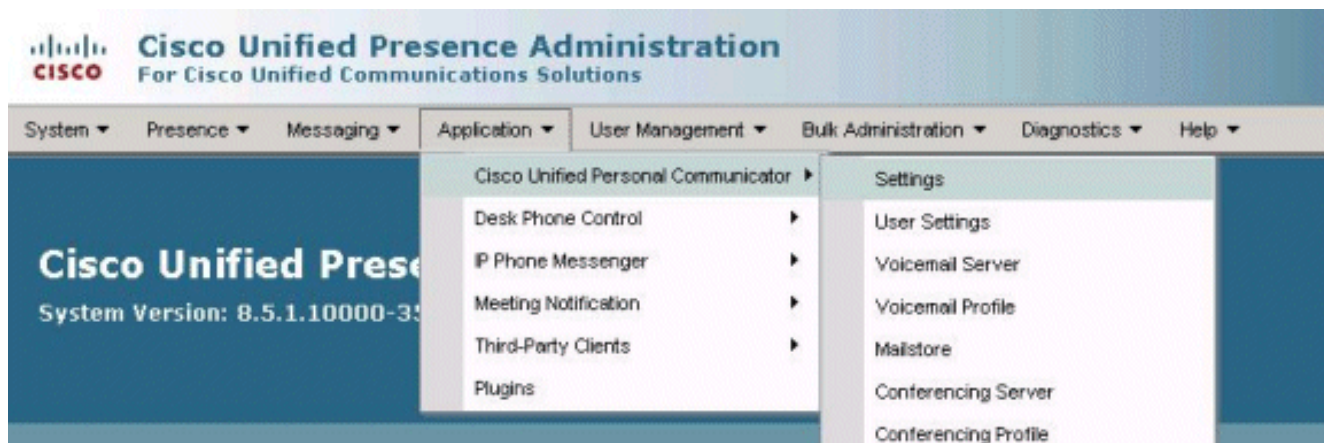 CISCO
Cisco Unified Presence Administration
For Cisco Unified Communications Solutions
System Presence Messaging Application User Management Bulk Administration Diagnostics Help
Cisco Unified Personal Communicator
Desk Phone Control
IP Phone Messenger
Meeting Notification
Third-Party Clients
Plugins
Settings
User Settings
Voicemail Server
Voicemail Profile
Mailstore
Conferencing Server
Conferencing Profile
Cisco Unified Prese
System Version: 8.5.1.10000-3